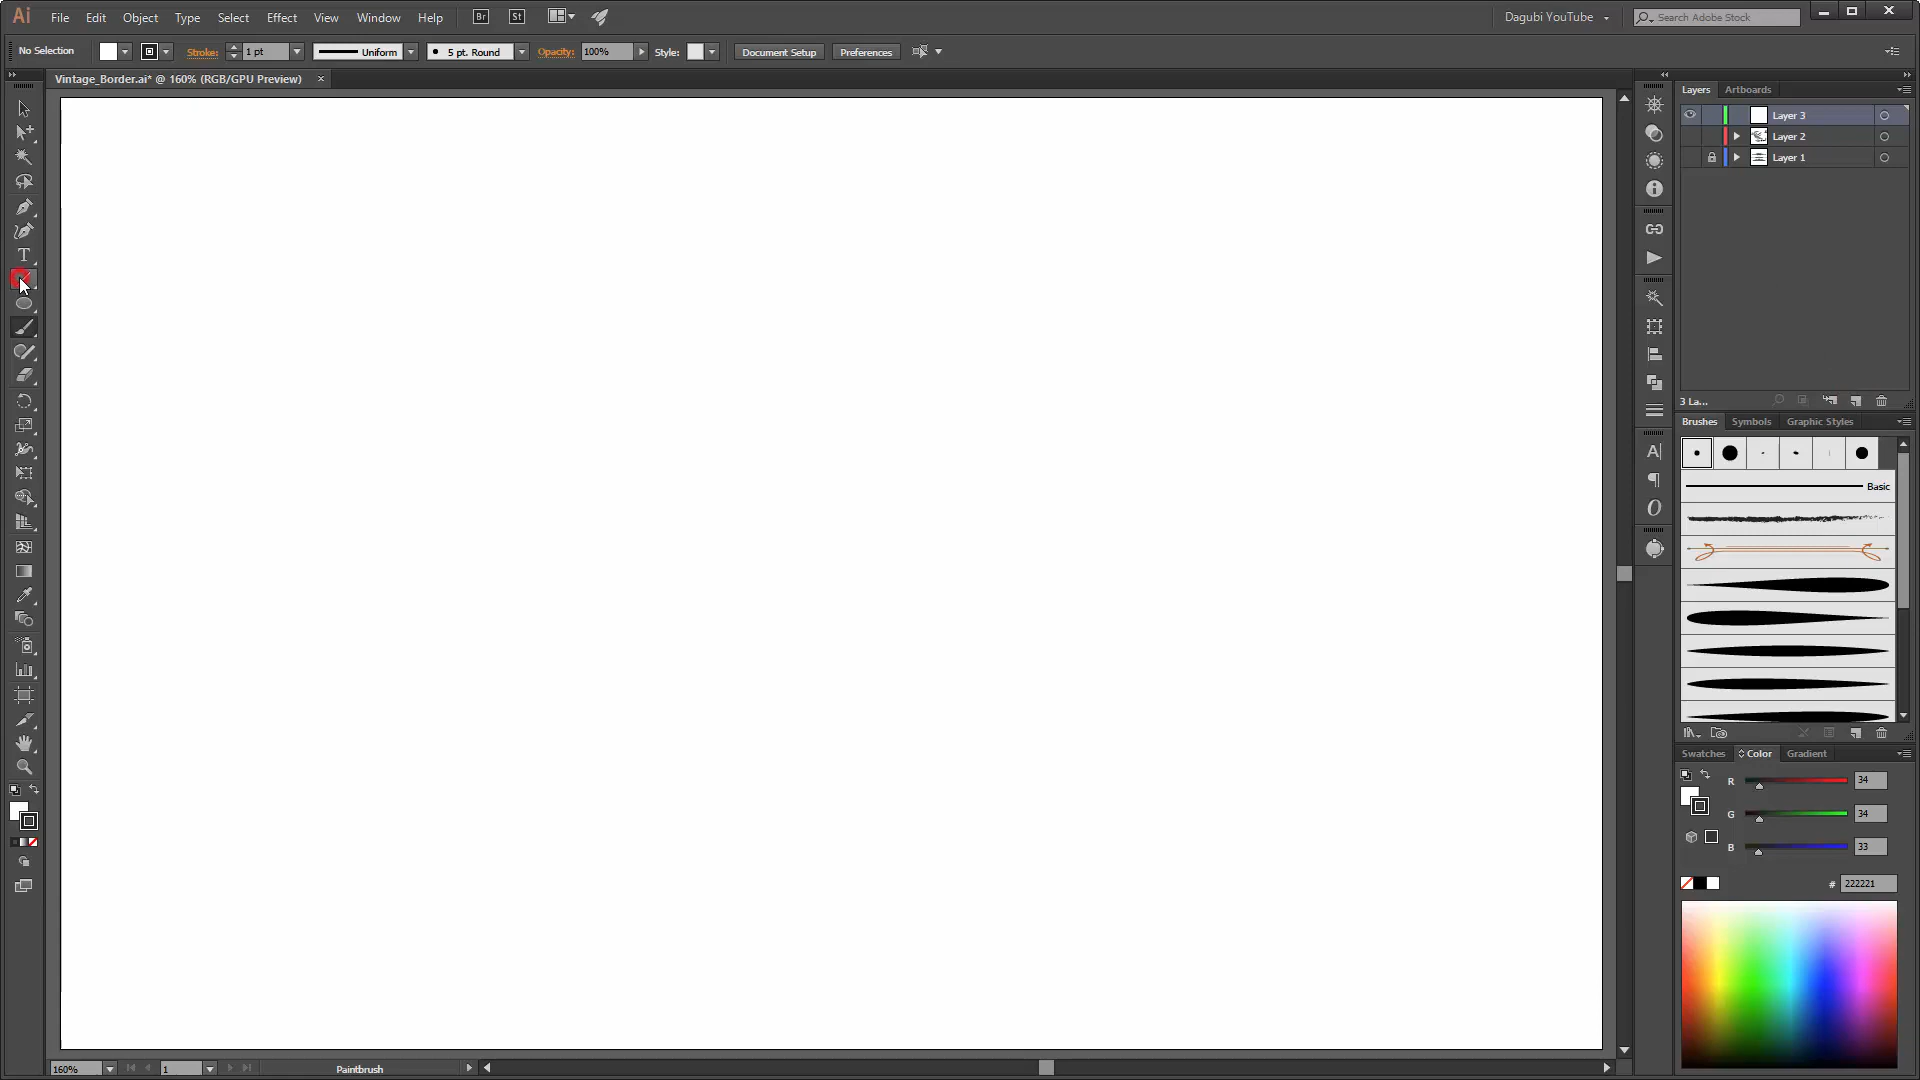 Ai File Edit Object Type Select Effect View Window Help Br St Dagubi YouTube Search Adobe Stock
No Selection Stroke: 1 pt Uniform 5 pt. Round Opacity: 100% Style: Document Setup Preferences
Vintage_Border.ai* @ 160% (RGB/GPU Preview)
Layers Artboards
Layer 3
Layer 2
Layer 1
3 La...
Brushes Symbols Graphic Styles
Basic
Swatches Color Gradient
R 34
G 34
B 33
# 222221
160% 1 Paintbrush